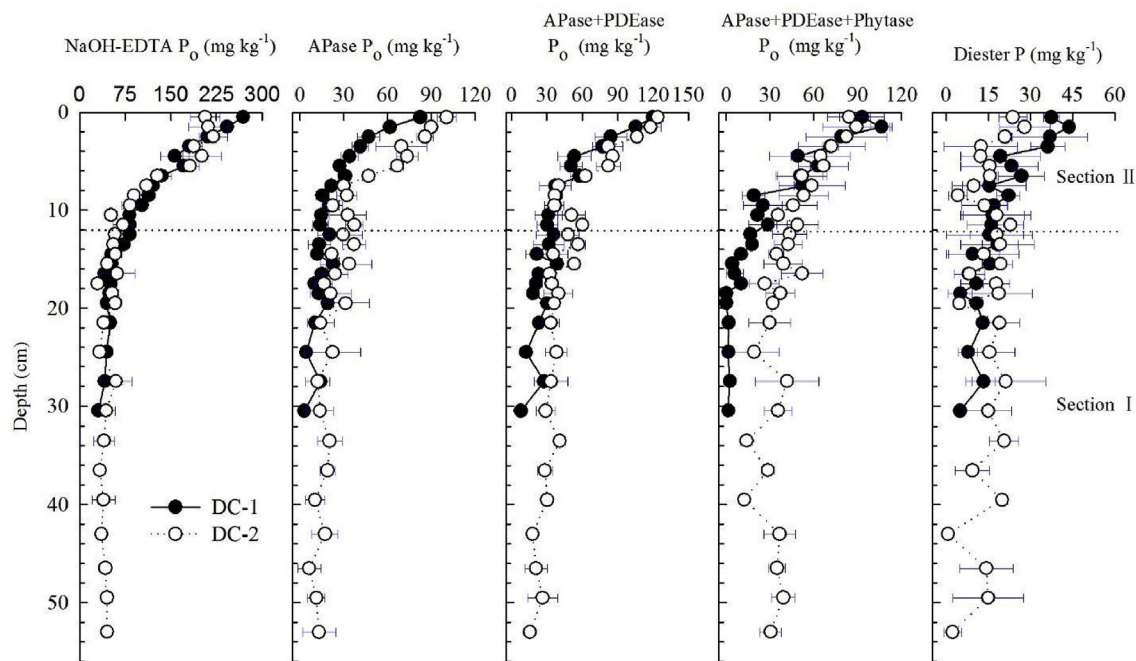 NaOH-EDTA Pₒ (mg kg⁻¹)
APase Pₒ (mg kg⁻¹)
APase+PDEase
Pₒ (mg kg⁻¹)
APase+PDEase+Phytase
Pₒ (mg kg⁻¹)
Diester P (mg kg⁻¹)
0 75 150 225 300
0 30 60 90 120
0 30 60 90 120 150
0 30 60 90 120
0 15 30 45 60
0
10
20
30
40
50
Depth (cm)
Section II
Section I
DC-1
DC-2